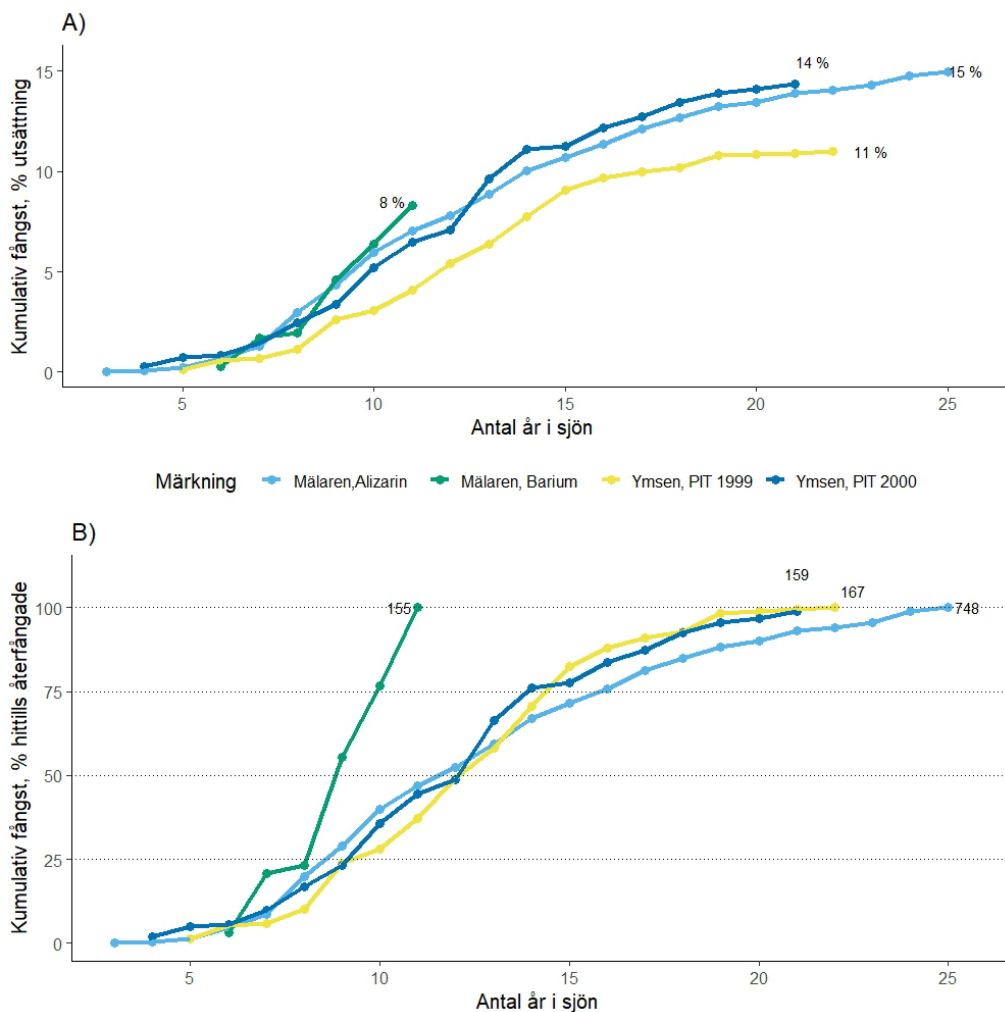 A)
Kumulativ fångst, % utsättning
15
10
5
0
14 %
15 %
11 %
8 %
5
10
15
20
25
Antal år i sjön
Märkning
Mälaren,Alizarin
Mälaren, Barium
Ymsen, PIT 1999
Ymsen, PIT 2000
B)
Kumulativ fångst, % hittills återfångade
100
75
50
25
0
159
167
155
748
5
10
15
20
25
Antal år i sjön